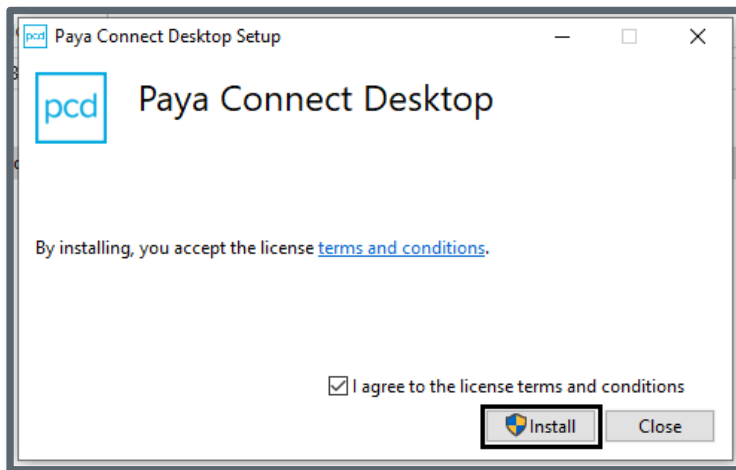 pcd Paya Connect Desktop Setup
pcd Paya Connect Desktop
By installing, you accept the license terms and conditions.
I agree to the license terms and conditions
Install Close